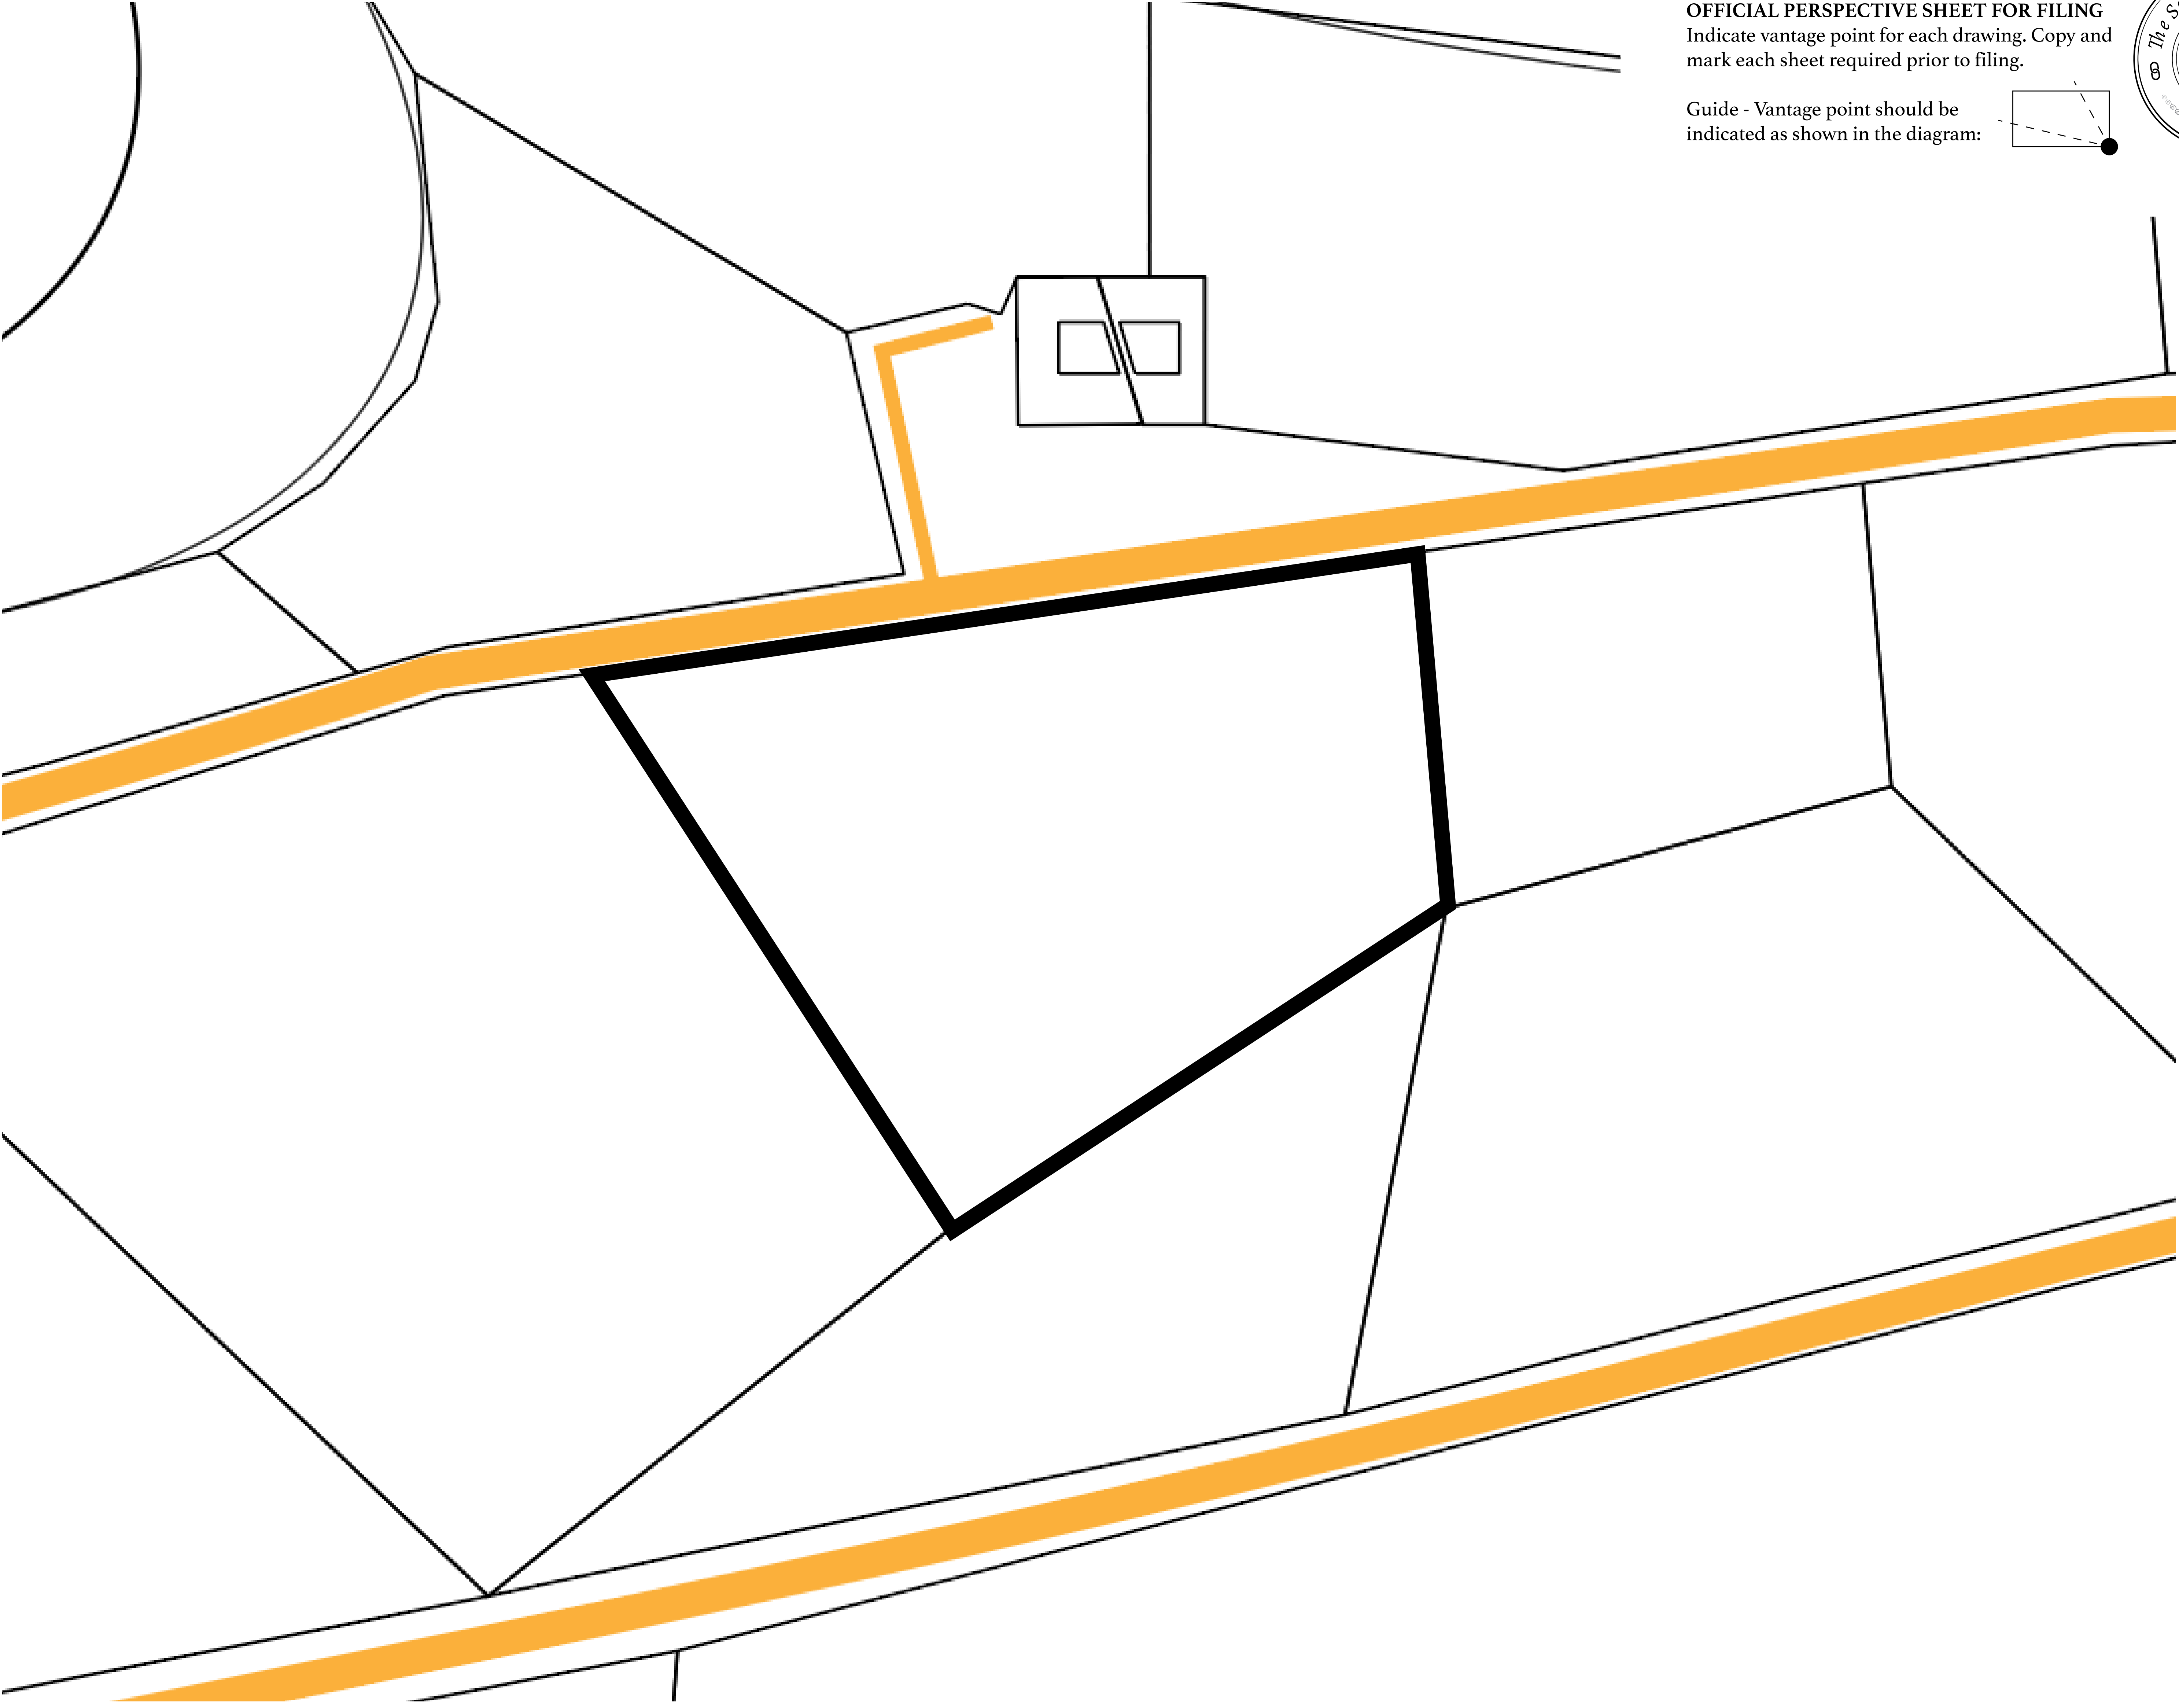 OFFICIAL PERSPECTIVE SHEET FOR FILING
Indicate vantage point for each drawing. Copy and
mark each sheet required prior to filing.
Guide - Vantage point should be
indicated as shown in the diagram:
The